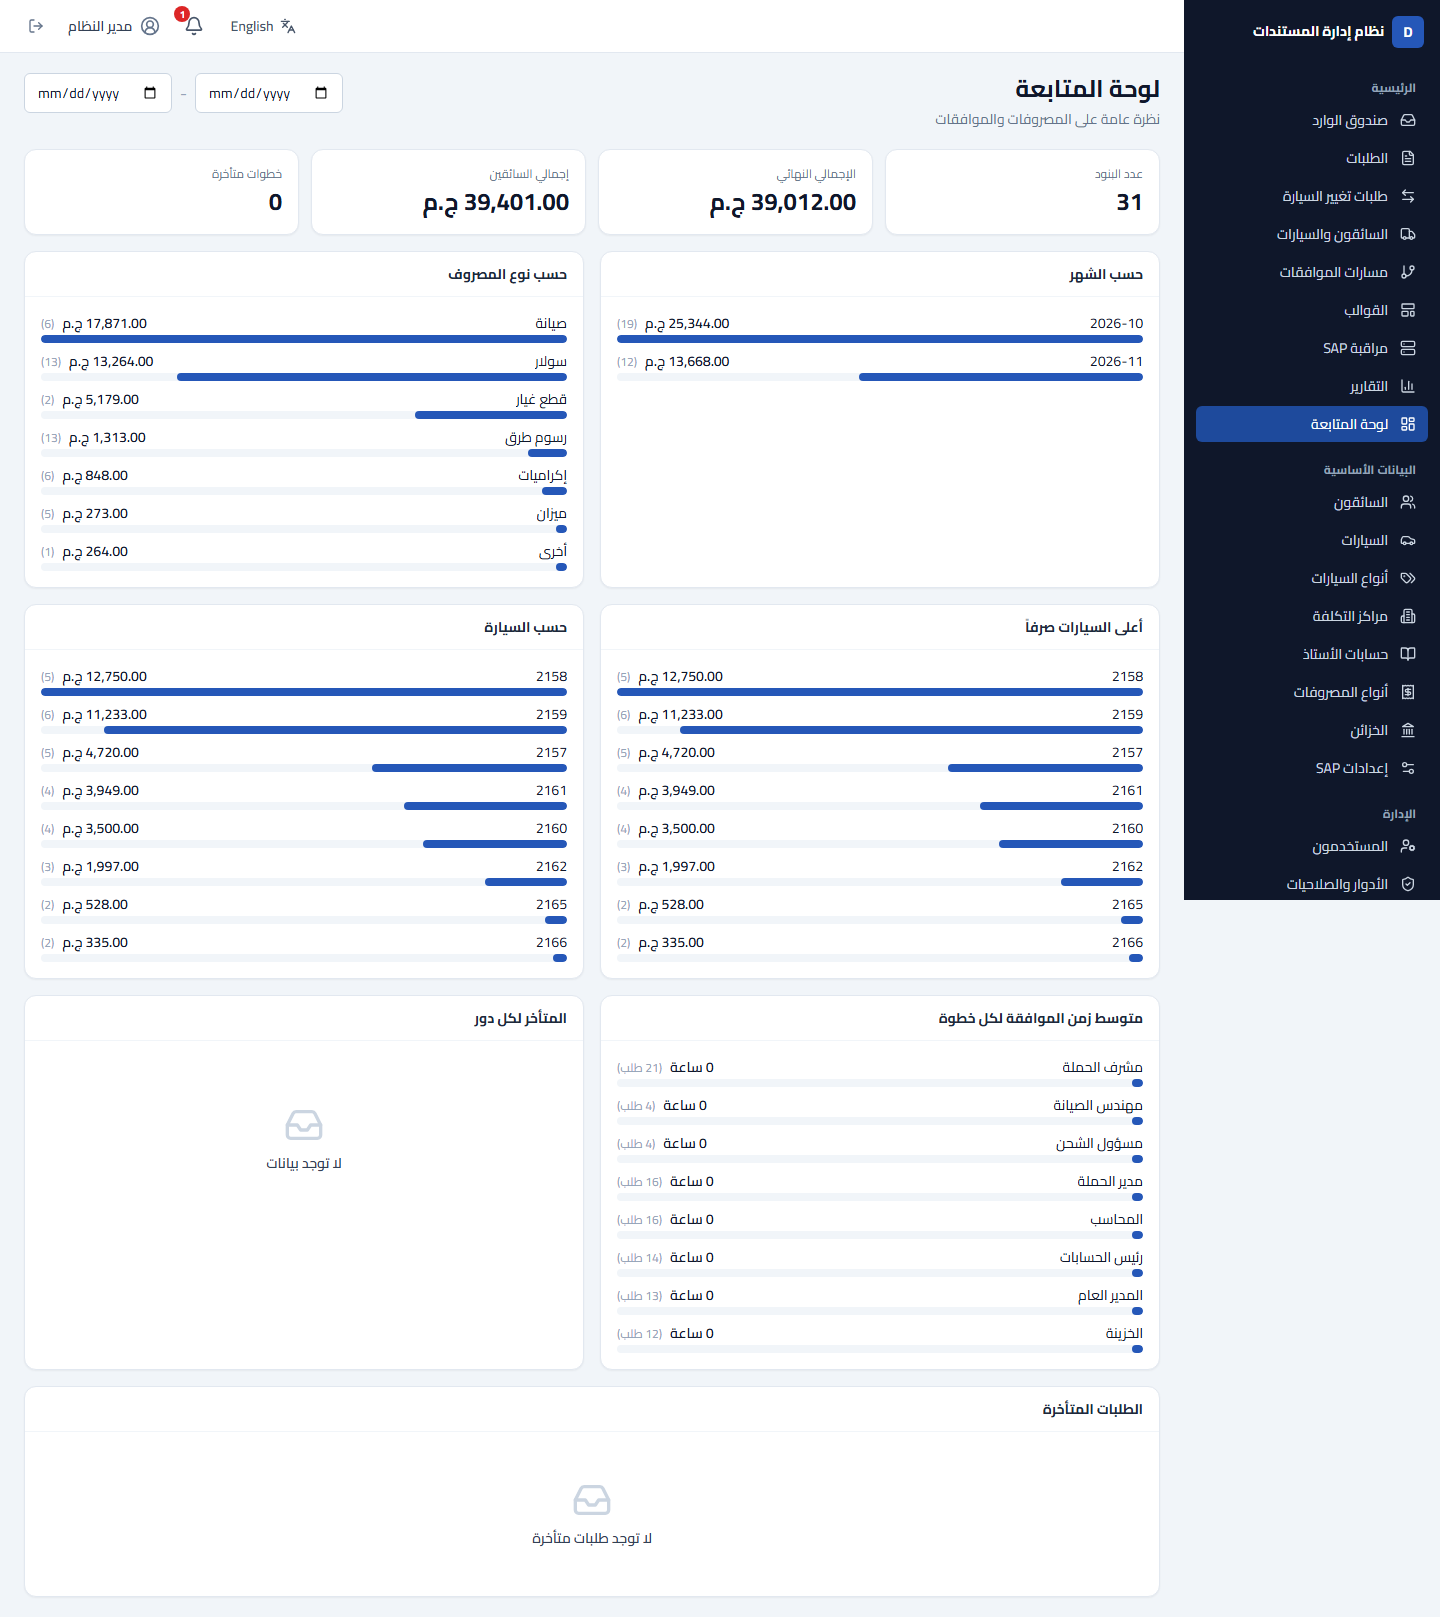 D
نظام إدارة المستندات
الرئيسية
صندوق الوارد
الطلبات
طلبات تغيير السيارة
السائقون والسيارات
مسارات الموافقات
القوالب
مراقبة SAP
التقارير
لوحة المتابعة
البيانات الأساسية
السائقون
السيارات
أنواع السيارات
مراكز التكلفة
حسابات الأستاذ
أنواع المصروفات
الخزائن
إعدادات SAP
الإدارة
المستخدمون
الأدوار والصلاحيات
English
1
مدير النظام
لوحة المتابعة
نظرة عامة على المصروفات والموافقات
mm/dd/yyyy - mm/dd/yyyy
عدد البنود
31
الإجمالي النهائي
39,012.00 ج.م
إجمالي السائقين
39,401.00 ج.م
خطوات متأخرة
0
حسب الشهر
2026-10 25,344.00 ج.م (19)
2026-11 13,668.00 ج.م (12)
حسب نوع المصروف
صيانة 17,871.00 ج.م (6)
سولار 13,264.00 ج.م (13)
قطع غيار 5,179.00 ج.م (2)
رسوم طرق 1,313.00 ج.م (13)
إكراميات 848.00 ج.م (6)
ميزان 273.00 ج.م (5)
أخرى 264.00 ج.م (1)
أعلى السيارات صرفاً
2158 12,750.00 ج.م (5)
2159 11,233.00 ج.م (6)
2157 4,720.00 ج.م (5)
2161 3,949.00 ج.م (4)
2160 3,500.00 ج.م (4)
2162 1,997.00 ج.م (3)
2165 528.00 ج.م (2)
2166 335.00 ج.م (2)
حسب السيارة
2158 12,750.00 ج.م (5)
2159 11,233.00 ج.م (6)
2157 4,720.00 ج.م (5)
2161 3,949.00 ج.م (4)
2160 3,500.00 ج.م (4)
2162 1,997.00 ج.م (3)
2165 528.00 ج.م (2)
2166 335.00 ج.م (2)
متوسط زمن الموافقة لكل خطوة
مشرف الحملة 0 ساعة (21 طلب)
مهندس الصيانة 0 ساعة (4 طلب)
مسؤول الشحن 0 ساعة (4 طلب)
مدير الحملة 0 ساعة (16 طلب)
المحاسب 0 ساعة (16 طلب)
رئيس الحسابات 0 ساعة (14 طلب)
المدير العام 0 ساعة (13 طلب)
الخزينة 0 ساعة (12 طلب)
المتأخر لكل دور
لا توجد بيانات
الطلبات المتأخرة
لا توجد طلبات متأخرة